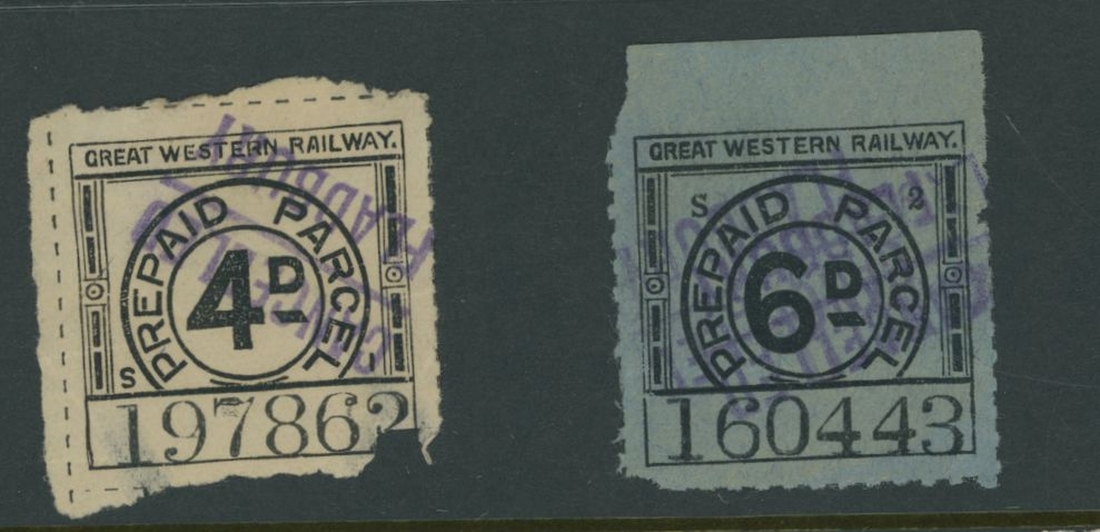 GREAT WESTERN RAILWAY.
PREPAID PARCEL
4D
S
197862
GREAT WESTERN RAILWAY.
S 2
PREPAID PARCEL
6D
160443